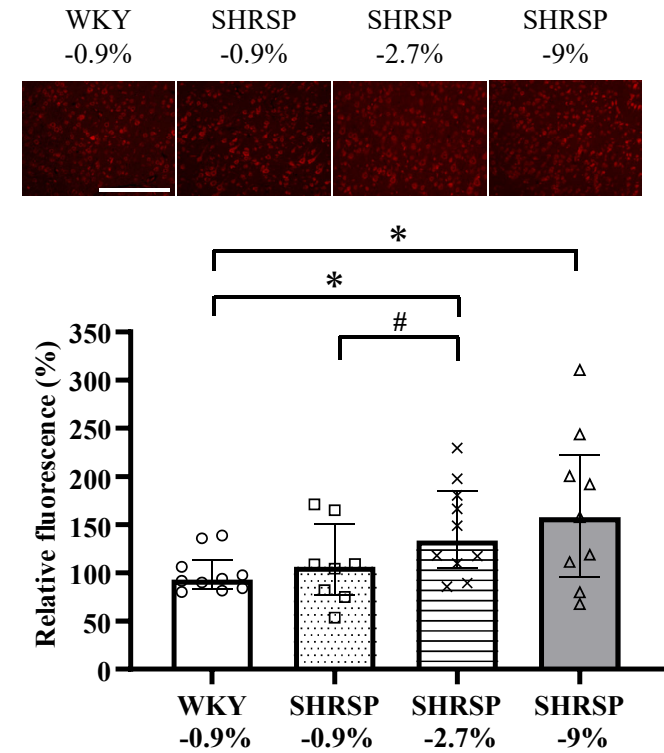 WKY SHRSP SHRSP SHRSP
-0.9% -0.9% -2.7% -9%
*
*
#
Relative fluorescence (%)
350
300
250
200
150
100
50
0
WKY SHRSP SHRSP SHRSP
-0.9% -0.9% -2.7% -9%